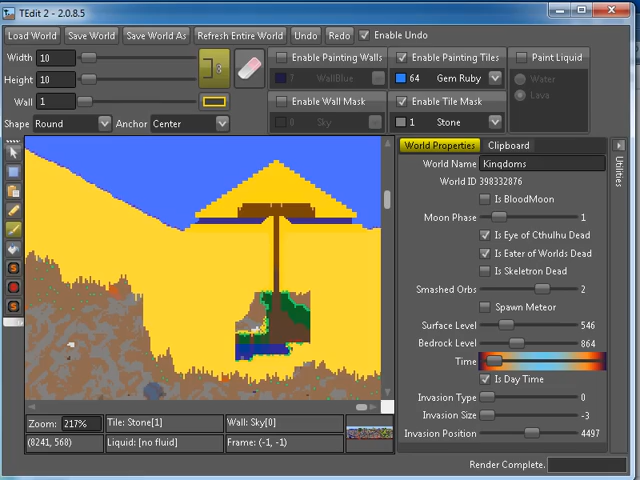 TEdit 2 - 2.0.8.5
Load World Save World Save World As Refresh Entire World Undo Redo Enable Undo
Width 10
Height 10
Wall 1
Shape Round Anchor Center
Enable Painting Walls
7 WallBlue
Enable Wall Mask
0 Sky
Enable Painting Tiles
64 Gem Ruby
Enable Tile Mask
1 Stone
Paint Liquid
Water
Lava
World Properties Clipboard
World Name Kinqdoms
World ID 398332876
Is BloodMoon
Moon Phase 1
Is Eye of Cthulhu Dead
Is Eater of Worlds Dead
Is Skeletron Dead
Smashed Orbs 2
Spawn Meteor
Surface Level 546
Bedrock Level 864
Time
Is Day Time
Invasion Type 0
Invasion Size -3
Invasion Position 4497
Utilities
Zoom: 217% Tile: Stone[1] Wall: Sky[0]
(8241, 568) Liquid: [no fluid] Frame: (-1, -1)
Render Complete.